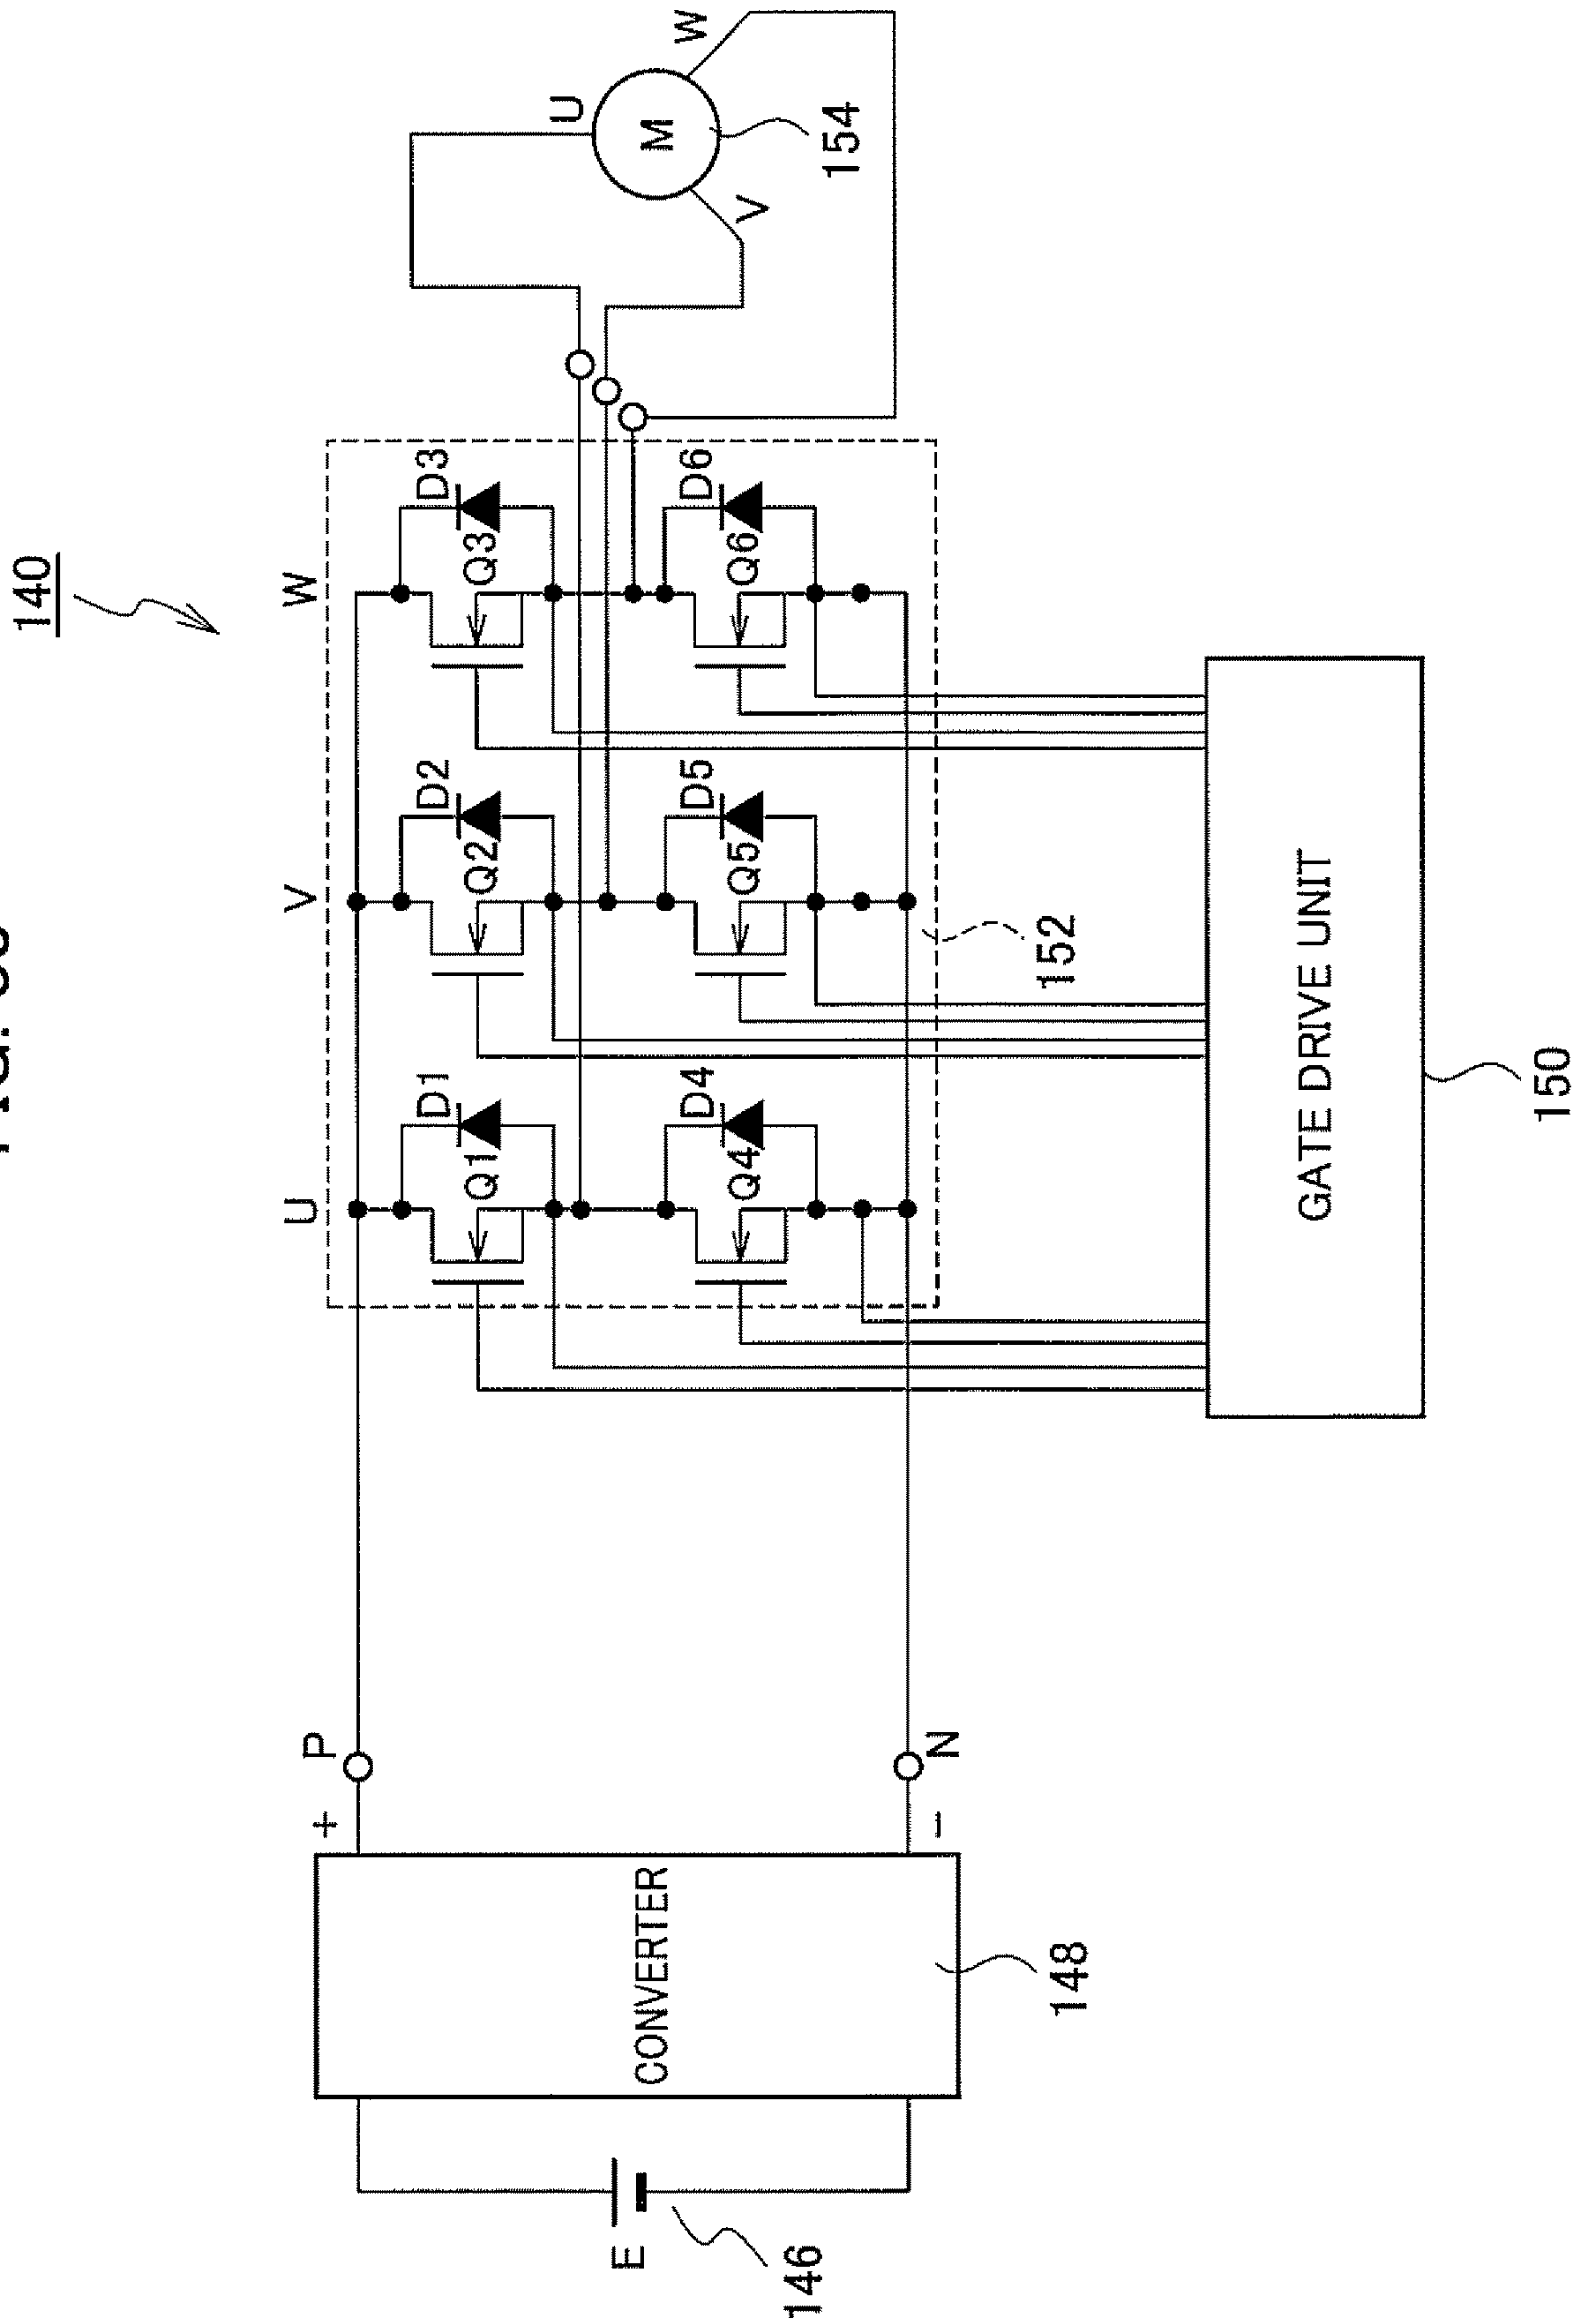 140
U
V
W
D1
D2
D3
Q1
Q2
Q3
D4
D5
D6
Q4
Q5
Q6
U
M
V
W
154
P
+
N
−
CONVERTER
148
E
146
152
GATE DRIVE UNIT
150